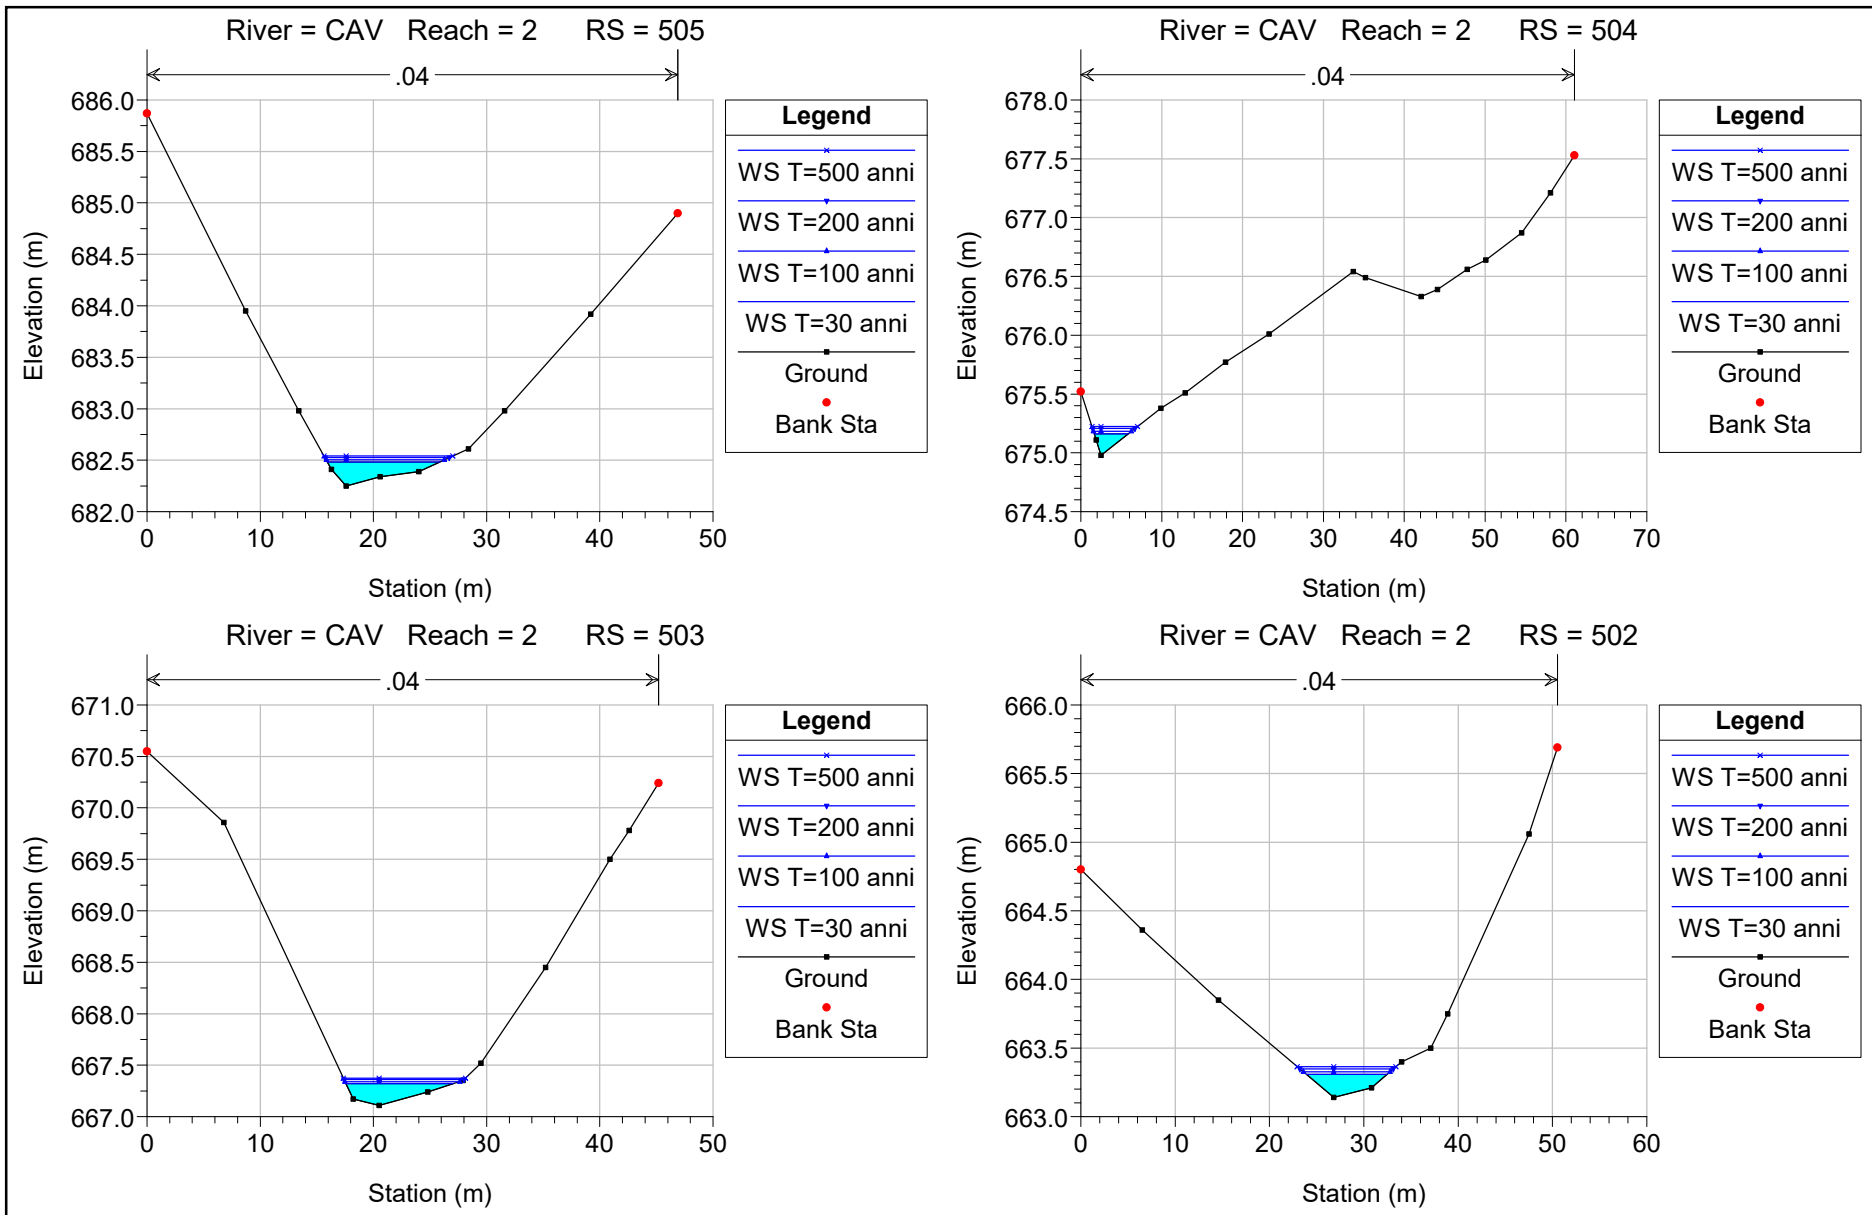 River = CAV Reach = 2 RS = 505
.04
686.0
685.5
685.0
684.5
684.0
683.5
683.0
682.5
682.0
0 10 20 30 40 50
Elevation (m)
Station (m)
Legend
WS T=500 anni
WS T=200 anni
WS T=100 anni
WS T=30 anni
Ground
Bank Sta
River = CAV Reach = 2 RS = 504
.04
678.0
677.5
677.0
676.5
676.0
675.5
675.0
674.5
0 10 20 30 40 50 60 70
Elevation (m)
Station (m)
Legend
WS T=500 anni
WS T=200 anni
WS T=100 anni
WS T=30 anni
Ground
Bank Sta
River = CAV Reach = 2 RS = 503
.04
671.0
670.5
670.0
669.5
669.0
668.5
668.0
667.5
667.0
0 10 20 30 40 50
Elevation (m)
Station (m)
Legend
WS T=500 anni
WS T=200 anni
WS T=100 anni
WS T=30 anni
Ground
Bank Sta
River = CAV Reach = 2 RS = 502
.04
666.0
665.5
665.0
664.5
664.0
663.5
663.0
0 10 20 30 40 50 60
Elevation (m)
Station (m)
Legend
WS T=500 anni
WS T=200 anni
WS T=100 anni
WS T=30 anni
Ground
Bank Sta